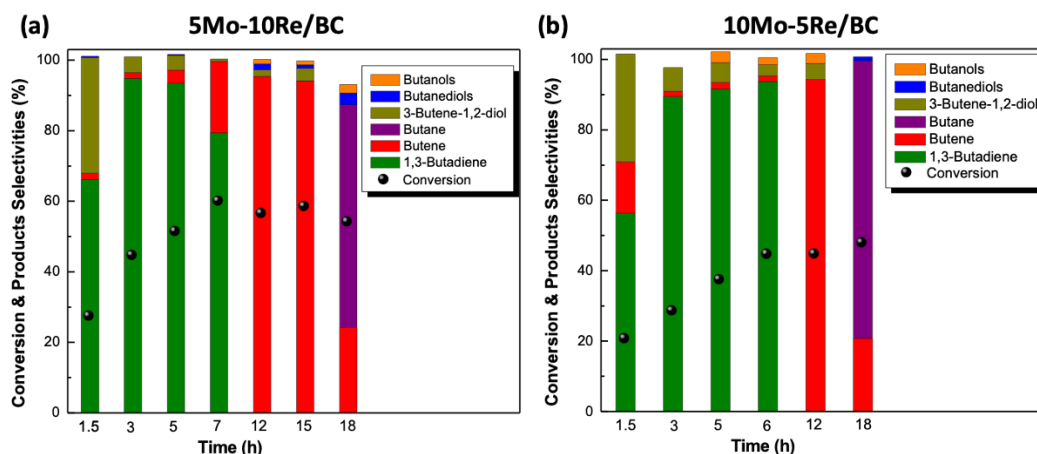 (a)
5Mo-10Re/BC
Conversion & Products Selectivities (%)
100
80
60
40
20
0
Butanols
Butanediols
3-Butene-1,2-diol
Butane
Butene
1,3-Butadiene
Conversion
1.5 3 5 7 12 15 18
Time (h)
(b)
10Mo-5Re/BC
Conversion & Products Selectivities (%)
100
80
60
40
20
0
Butanols
Butanediols
3-Butene-1,2-diol
Butane
Butene
1,3-Butadiene
Conversion
1.5 3 5 6 12 18
Time (h)